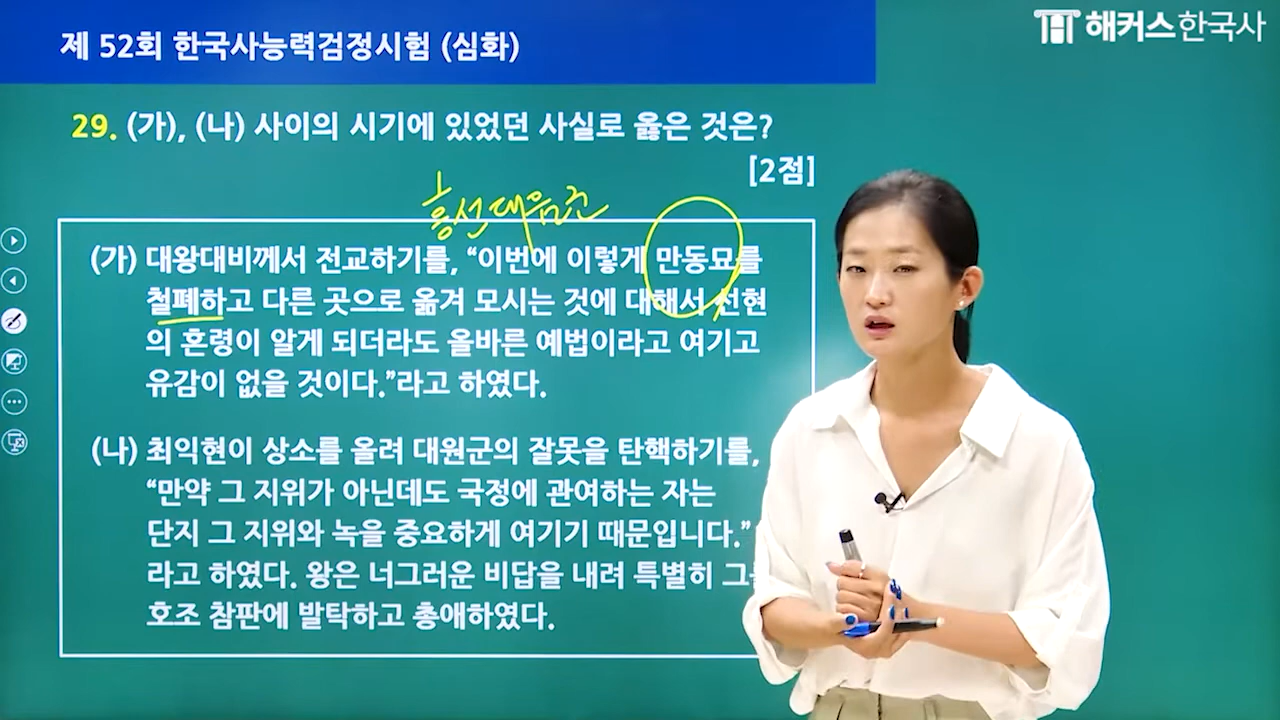 제 52회 한국사능력검정시험 (심화)
해커스한국사
29. (가), (나) 사이의 시기에 있었던 사실로 옳은 것은?
[2점]
흥선대원군
(가) 대왕대비께서 전교하기를, “이번에 이렇게 만동묘를
철폐하고 다른 곳으로 옮겨 모시는 것에 대해서 선현
의 혼령이 알게 되더라도 올바른 예법이라고 여기고
유감이 없을 것이다.”라고 하였다.
(나) 최익현이 상소를 올려 대원군의 잘못을 탄핵하기를,
“만약 그 지위가 아닌데도 국정에 관여하는 자는
단지 그 지위와 녹을 중요하게 여기기 때문입니다.”
라고 하였다. 왕은 너그러운 비답을 내려 특별히
호조 참판에 발탁하고 총애하였다.